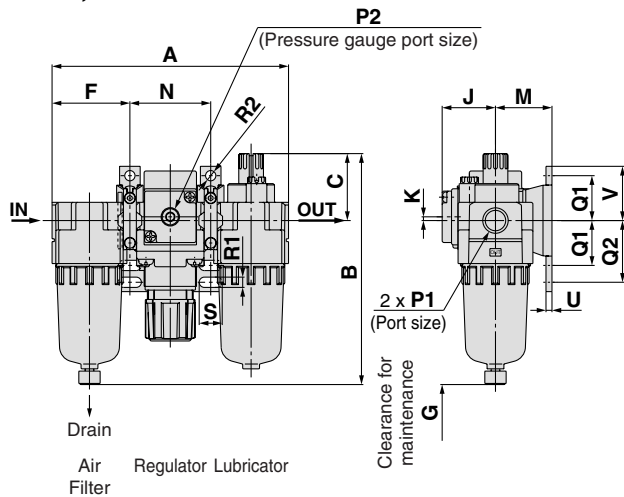 P2
(Pressure gauge port size)
A
F
N
R2
J
M
C
K
Q1
V
IN
OUT
B
R1
Q1
Q2
S
2 x P1
(Port size)
U
Clearance for
maintenance
G
Drain
Air
Filter
Regulator
Lubricator